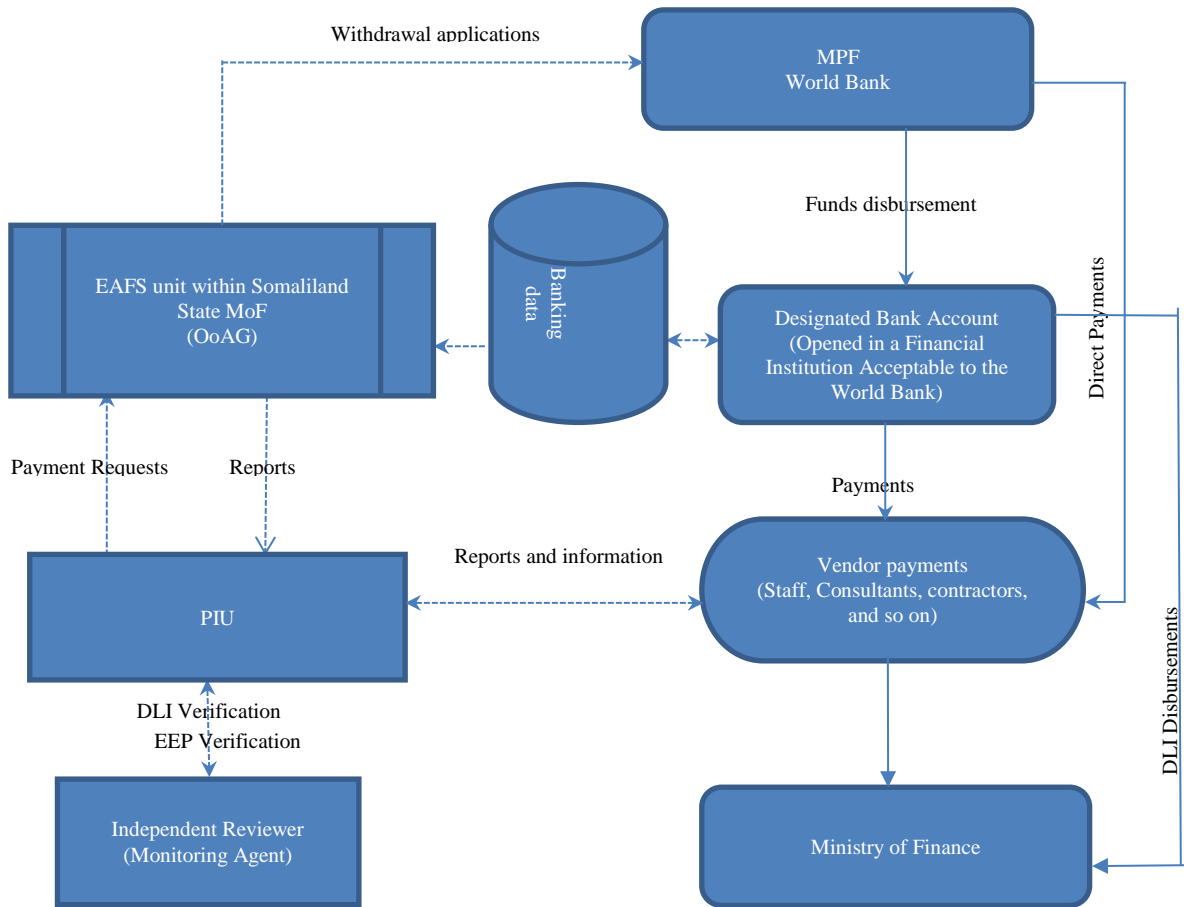 Withdrawal applications
MPF
World Bank
Funds disbursement
Direct Payments
EAFS unit within Somaliland
State MoF
(OoAG)
Banking
data
Designated Bank Account
(Opened in a Financial
Institution Acceptable to the
World Bank)
Payment Requests
Reports
Payments
Reports and information
PIU
Vendor payments
(Staff, Consultants, contractors,
and so on)
DLI Disbursements
DLI Verification
EEP Verification
Independent Reviewer
(Monitoring Agent)
Ministry of Finance